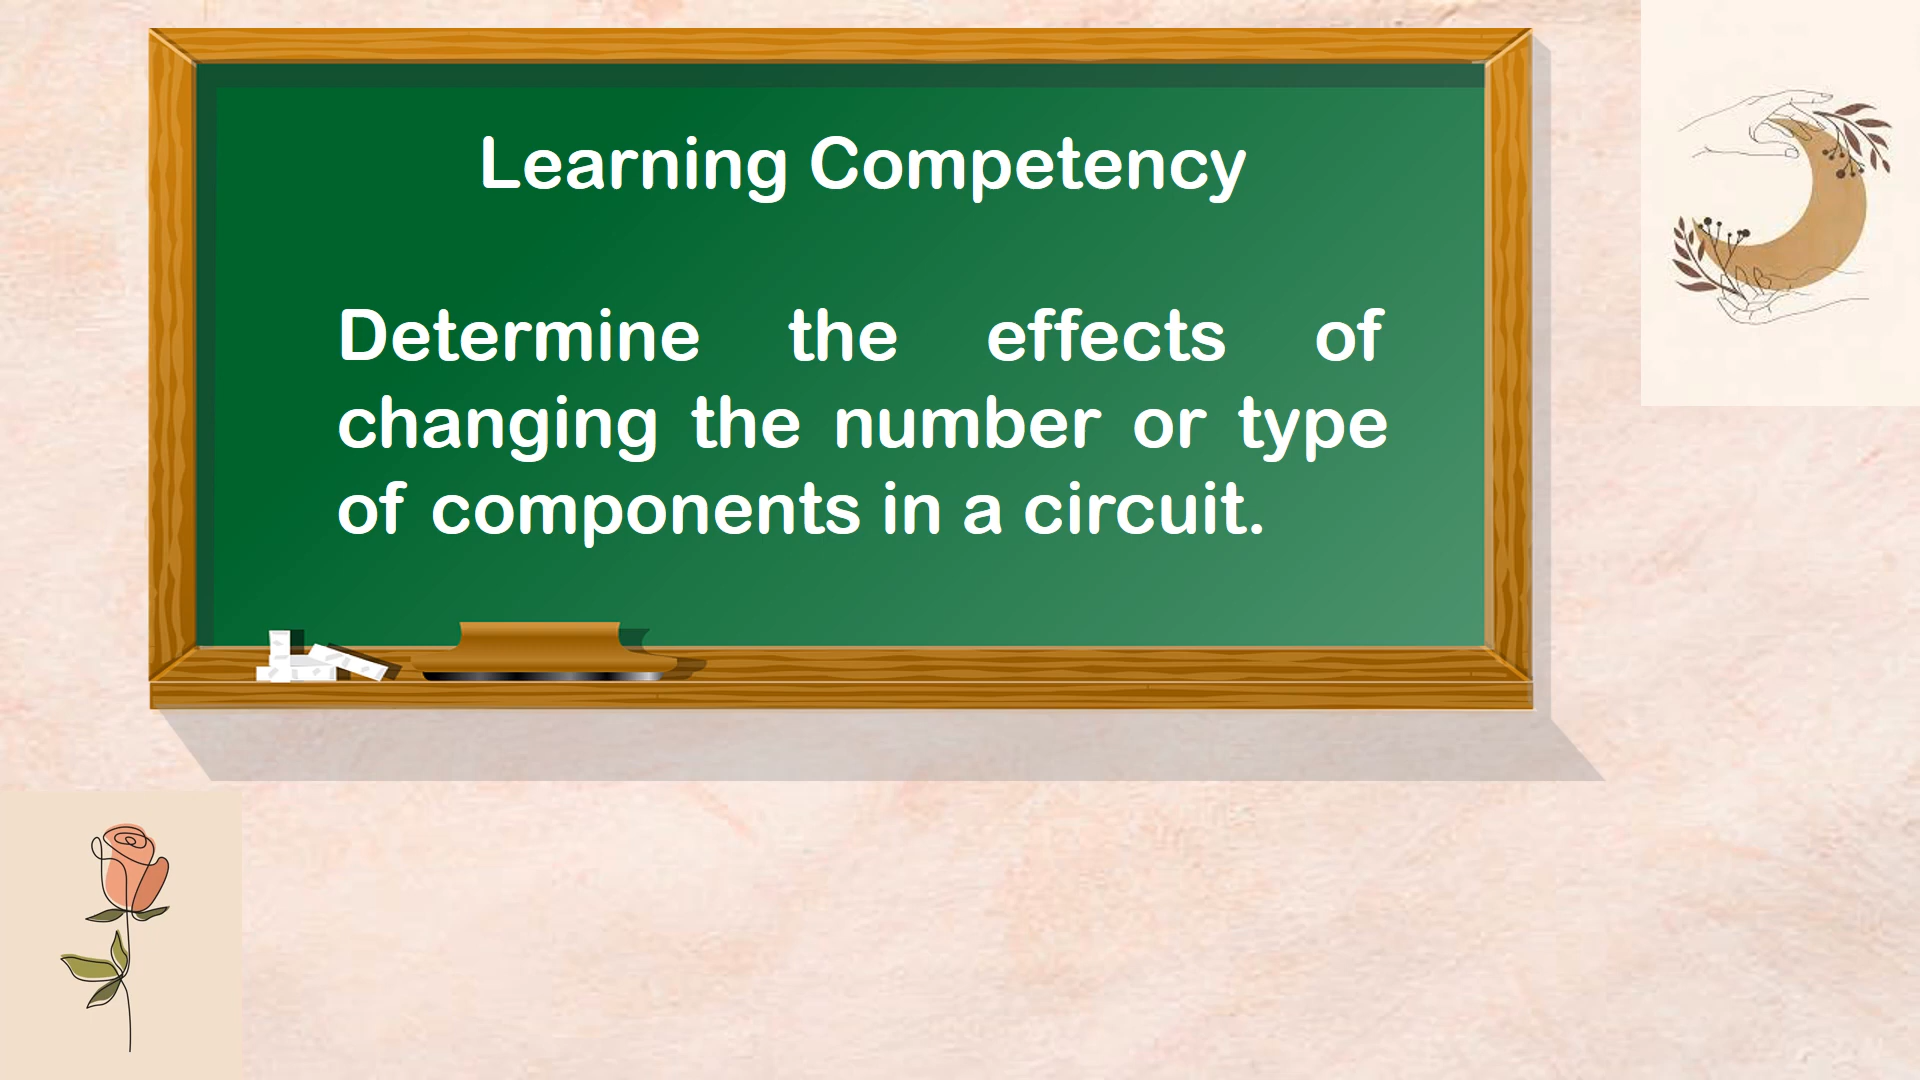 Learning Competency
Determine the effects of
changing the number or type
of components in a circuit.